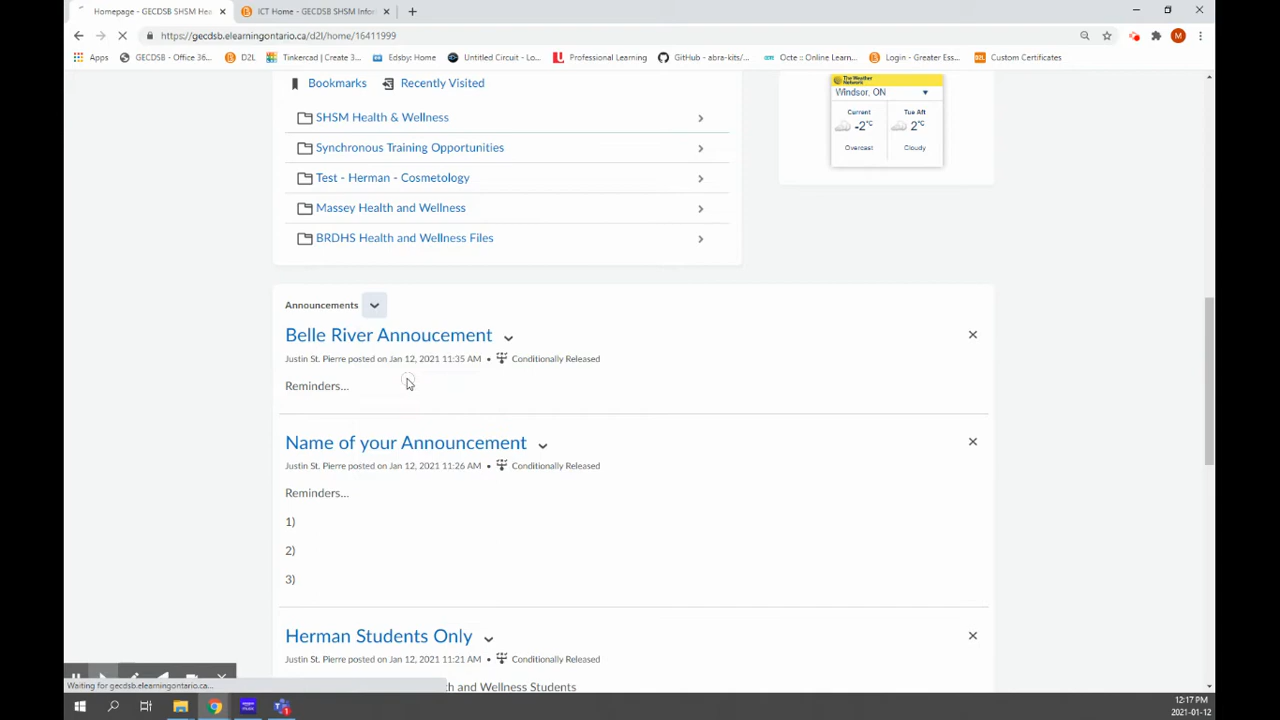 Homepage - GECDSB SHSM Hea
ICT Home - GECDSB SHSM Infor
https://gecdsb.elearningontario.ca/d2l/home/16411999
M
Apps
GECDSB - Office 36...
D2L
Tinkercad | Create 3...
Edsby: Home
Untitled Circuit - Lo...
Professional Learning
GitHub - abra-kits/...
Octe :: Online Learn...
Login - Greater Ess...
D2L Custom Certificates
Bookmarks
Recently Visited
SHSM Health & Wellness
Synchronous Training Opportunities
Test - Herman - Cosmetology
Massey Health and Wellness
BRDHS Health and Wellness Files
The Weather Network
Windsor, ON
Current
Tue Aft
-2°C
2°C
Overcast
Cloudy
Announcements
Belle River Annoucement
Justin St. Pierre posted on Jan 12, 2021 11:35 AM • Conditionally Released
Reminders...
Name of your Announcement
Justin St. Pierre posted on Jan 12, 2021 11:26 AM • Conditionally Released
Reminders...
1)
2)
3)
Herman Students Only
Justin St. Pierre posted on Jan 12, 2021 11:21 AM • Conditionally Released
th and Wellness Students
Waiting for gecdsb.elearningontario.ca...
12:17 PM
2021-01-12